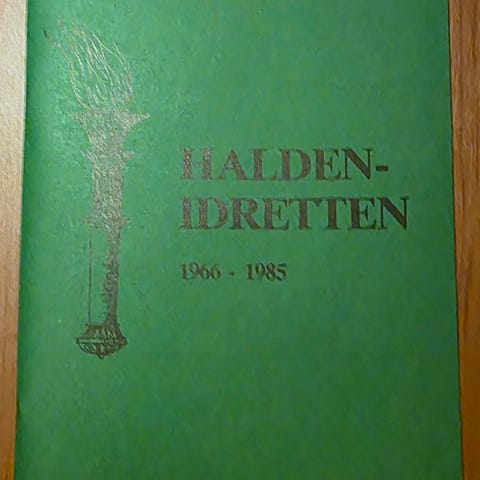 HALDEN-
IDRETTEN
1966 - 1985